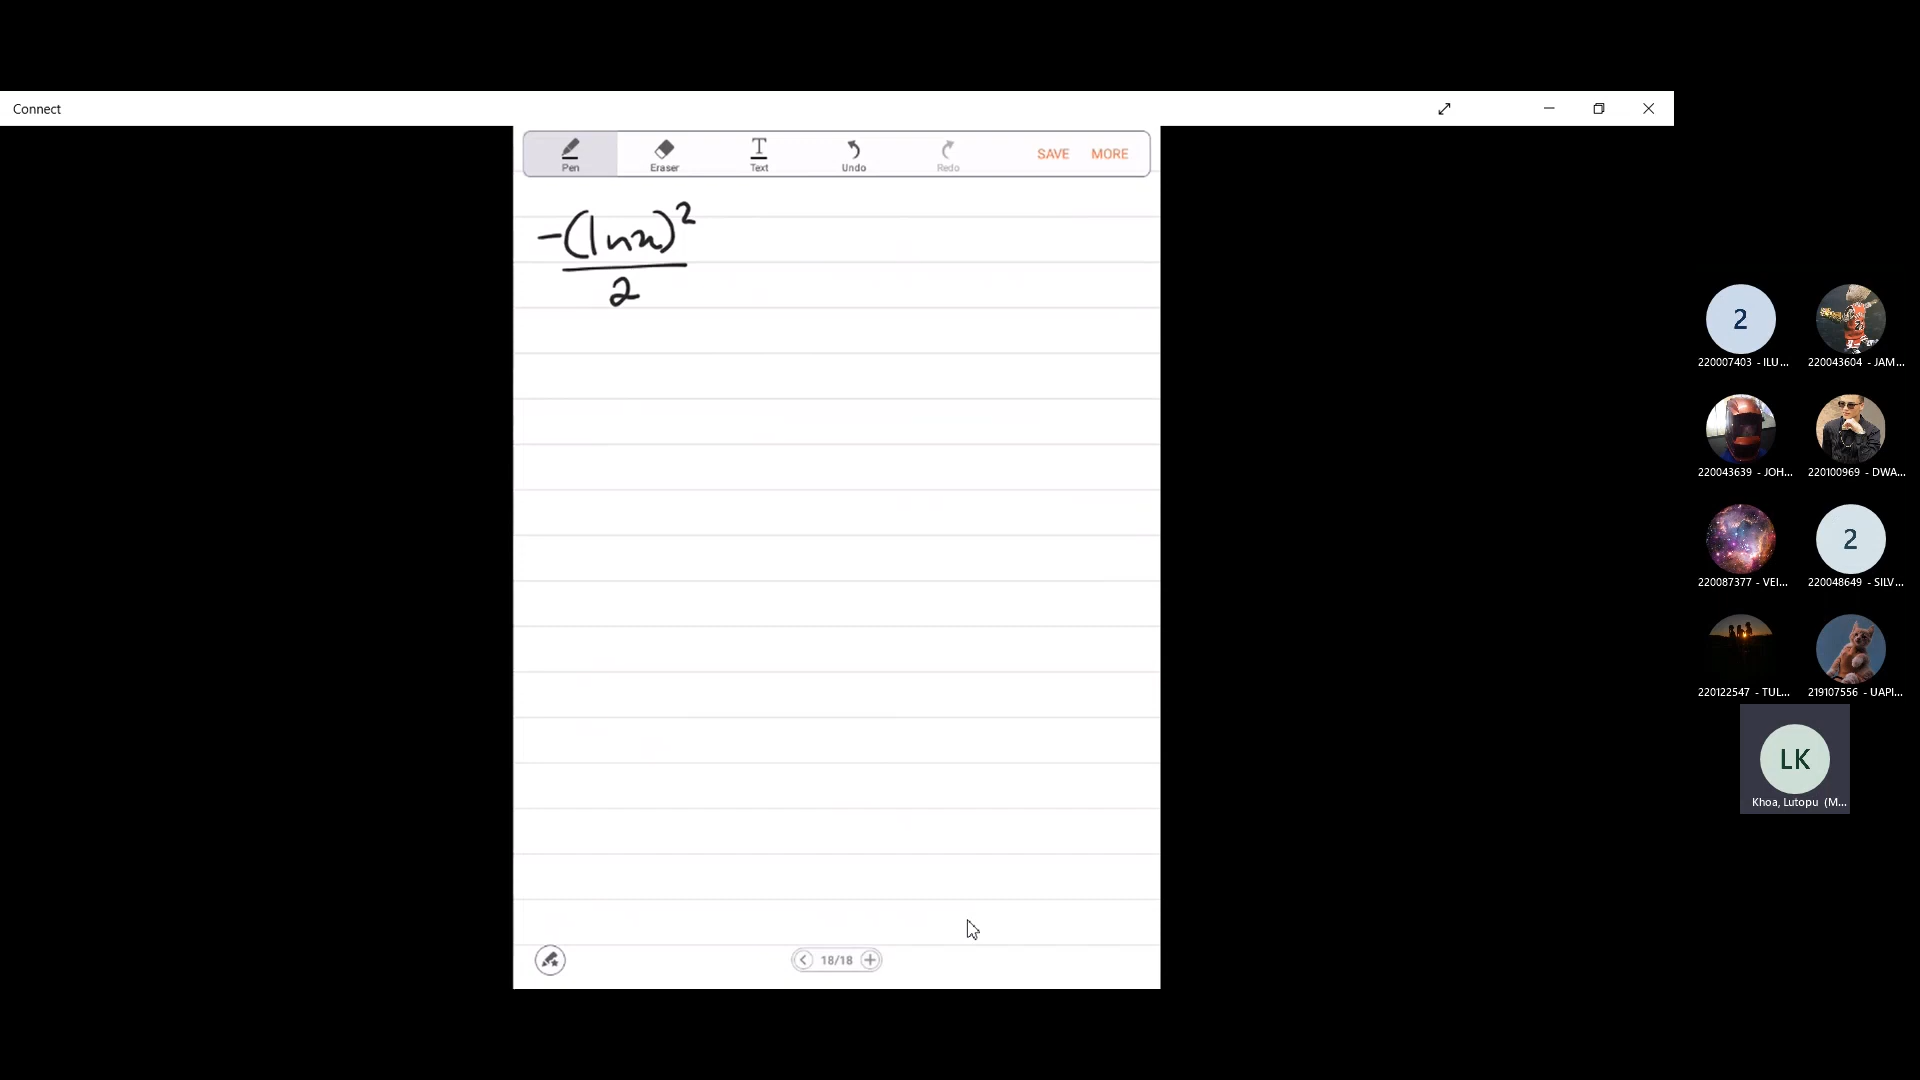 Connect
Pen
Eraser
Text
Undo
Redo
SAVE
MORE
-(ln x)²
2
18/18
2
220007403 - ILU...
220043604 - JAM...
220043639 - JOH...
220100969 - DWA...
220087377 - VEI...
2
220048649 - SILV...
220122547 - TUL...
219107556 - UAPI...
LK
Khoa, Lutopu (M...